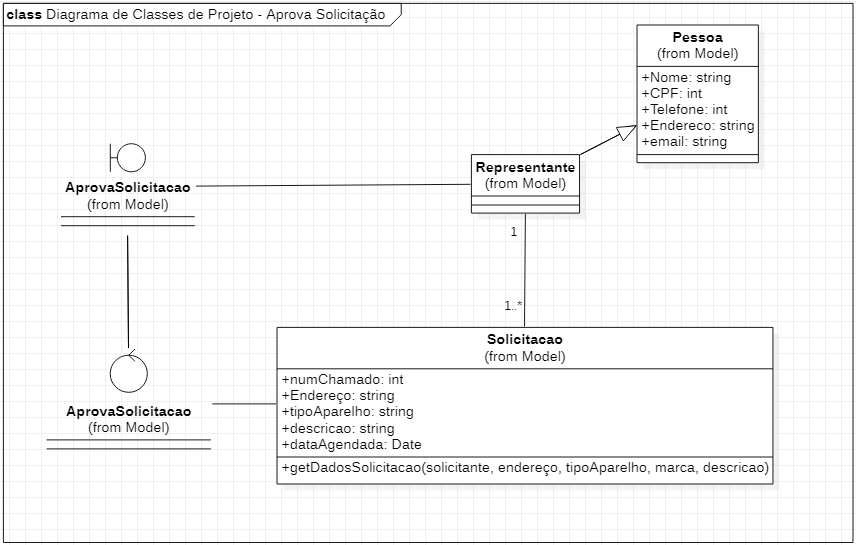 class Diagrama de Classes de Projeto - Aprova Solicitação
Pessoa
(from Model)
+Nome: string
+CPF: int
+Telefone: int
+Endereco: string
+email: string
AprovaSolicitacao
(from Model)
Representante
(from Model)
1
1..*
Solicitacao
(from Model)
+numChamado: int
+Endereço: string
+tipoAparelho: string
+descricao: string
+dataAgendada: Date
+getDadosSolicitacao(solicitante, endereço, tipoAparelho, marca, descricao)
AprovaSolicitacao
(from Model)